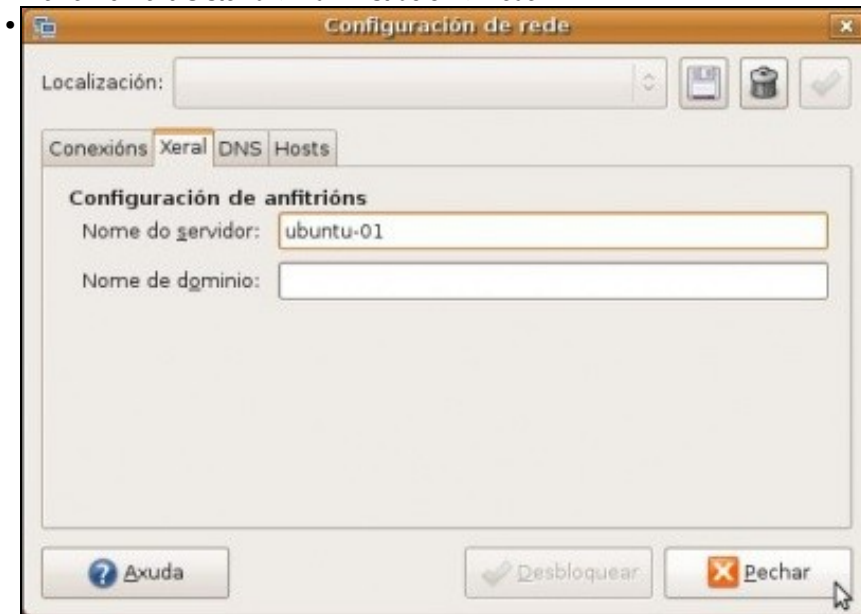 Configuración de rede
Localización:
Conexións Xeral DNS Hosts
Configuración de anfitrións
Nome do servidor: ubuntu-01
Nome de dominio:
Axuda Desbloquear Pechar